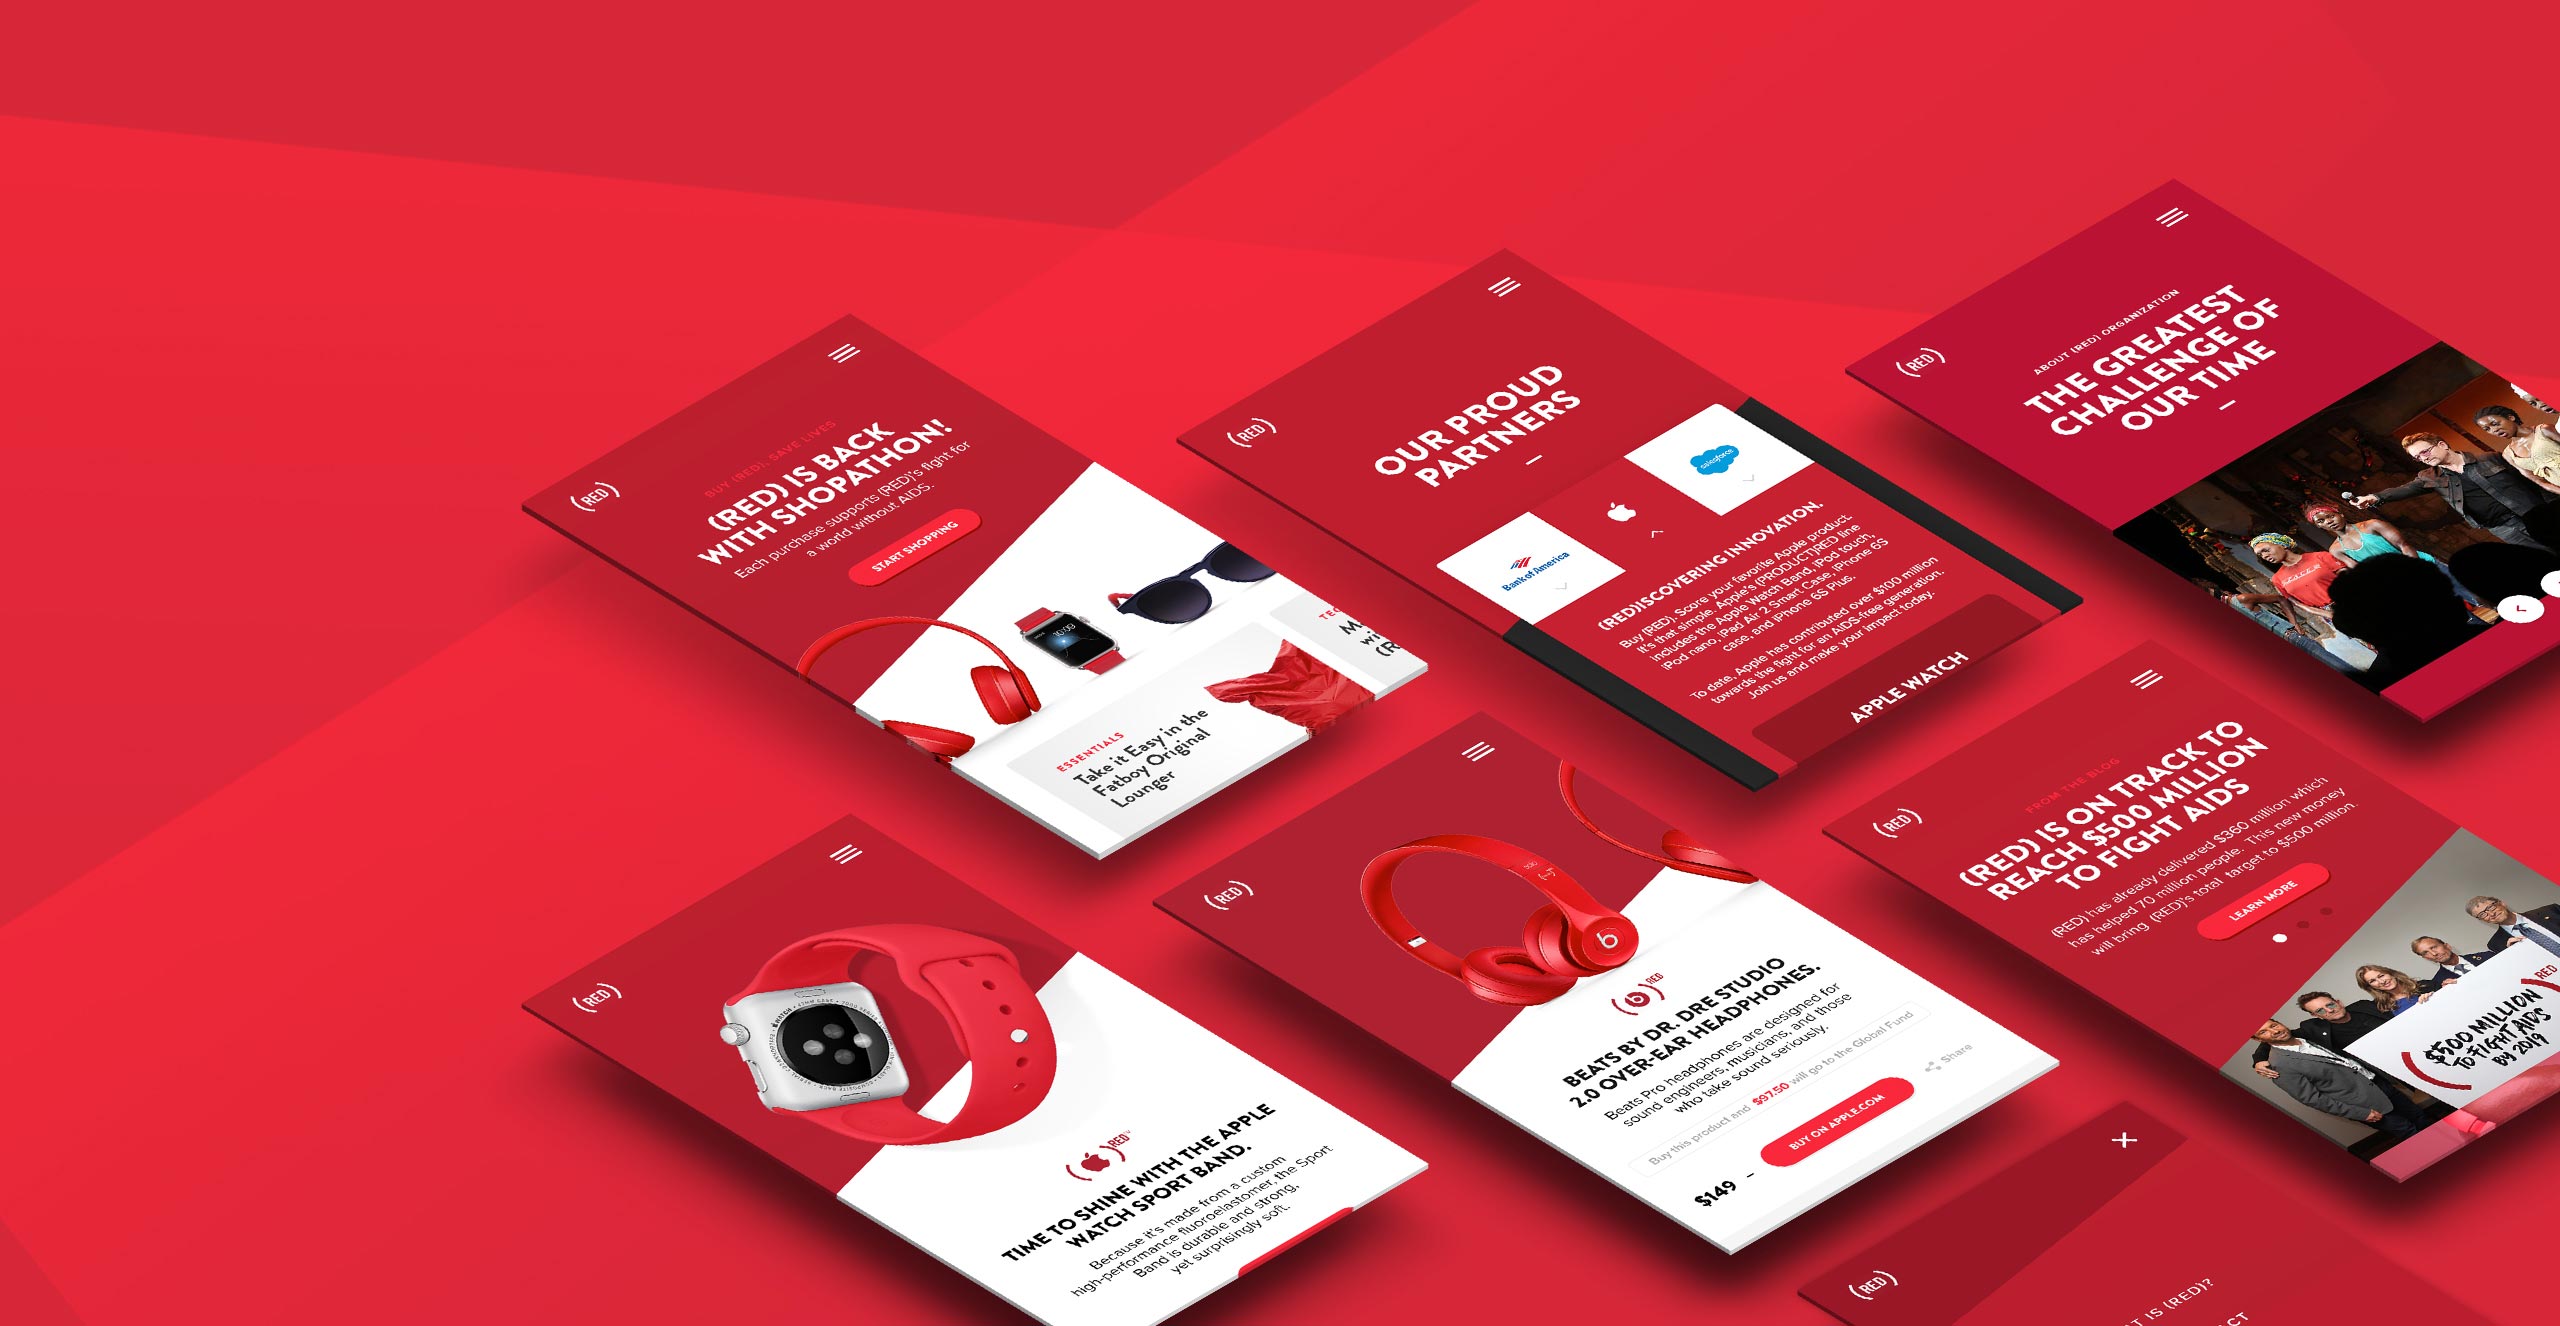 (RED)
BUY (RED), SAVE LIVES
(RED) IS BACK
WITH SHOPATHON!
Each purchase supports (RED)'s fight for
a world without AIDS.
START SHOPPING
10:09
ESSENTIALS
Take it Easy in the
Fatboy Original
Lounger
(RED)
OUR PROUD
PARTNERS
Bank of America
salesforce
(RED)ISCOVERING INNOVATION.
Buy (RED). Score your favorite Apple product.
It's that simple. Apple's (PRODUCT)RED line
includes the Apple Watch Band, iPod touch,
iPod nano, iPad Air 2 Smart Case, iPhone 6S
case, and iPhone 6S Plus.
To date, Apple has contributed over $100 million
towards the fight for an AIDS-free generation.
Join us and make your impact today.
APPLE WATCH
(RED)
ABOUT (RED) ORGANIZATION
THE GREATEST
CHALLENGE OF
OUR TIME
(RED)
(RED)
TIME TO SHINE WITH THE APPLE
WATCH SPORT BAND.
Because it's made from a custom
high-performance fluoroelastomer, the Sport
Band is durable and strong,
yet surprisingly soft.
(RED)
b
(b) RED
BEATS BY DR. DRE STUDIO
2.0 OVER-EAR HEADPHONES.
Beats Pro headphones are designed for
sound engineers, musicians, and those
who take sound seriously.
Buy this product and $97.50 will go to the Global Fund
$149
BUY ON APPLE.COM
Share
(RED)
FROM THE BLOG
(RED) IS ON TRACK TO
REACH $500 MILLION
TO FIGHT AIDS
(RED) has already delivered $360 million which
has helped 70 million people. This new money
will bring (RED)'s total target to $500 million.
LEARN MORE
RED
$500 MILLION
TO FIGHT AIDS
BY 2019
(RED)
IS (RED)?